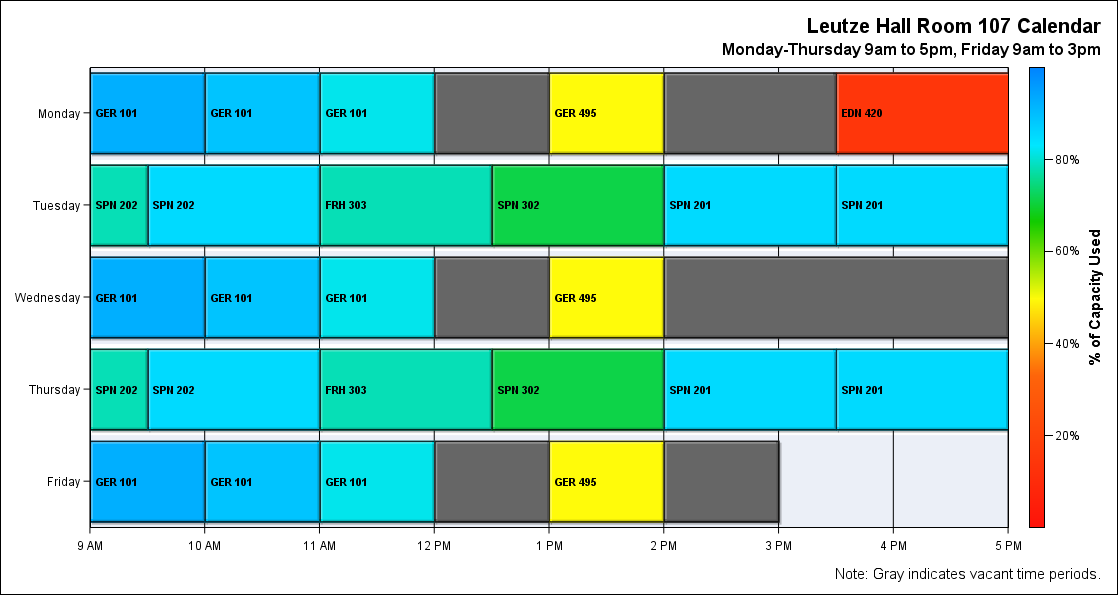 Leutze Hall Room 107 Calendar
Monday-Thursday 9am to 5pm, Friday 9am to 3pm
Monday
GER 101
GER 101
GER 101
GER 495
EDN 420
Tuesday
SPN 202
SPN 202
FRH 303
SPN 302
SPN 201
SPN 201
Wednesday
GER 101
GER 101
GER 101
GER 495
Thursday
SPN 202
SPN 202
FRH 303
SPN 302
SPN 201
SPN 201
Friday
GER 101
GER 101
GER 101
GER 495
9 AM
10 AM
11 AM
12 PM
1 PM
2 PM
3 PM
4 PM
5 PM
80%
60%
40%
20%
% of Capacity Used
Note: Gray indicates vacant time periods.